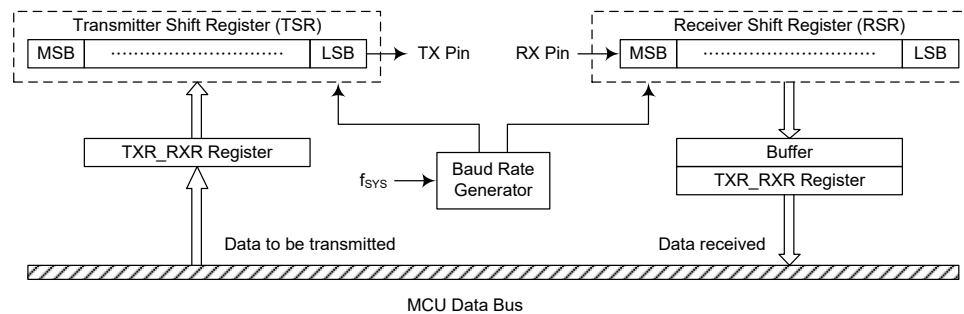 Transmitter Shift Register (TSR)
MSB ································ LSB
TX Pin
RX Pin
Receiver Shift Register (RSR)
MSB ································ LSB
TXR_RXR Register
fSYS
Baud Rate
Generator
Buffer
TXR_RXR Register
Data to be transmitted
Data received
MCU Data Bus